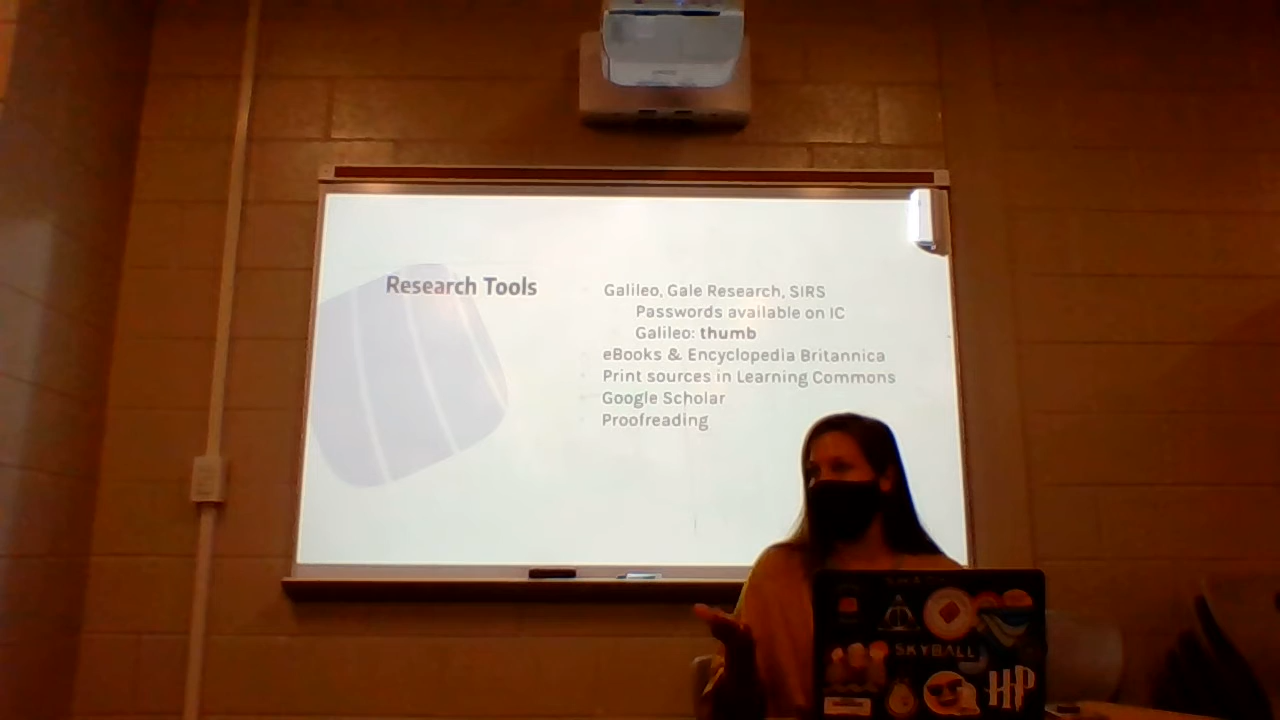 Research Tools
Galileo, Gale Research, SIRS
Passwords available on IC
Galileo: thumb
eBooks & Encyclopedia Britannica
Print sources in Learning Commons
Google Scholar
Proofreading
SKYBALL
HP